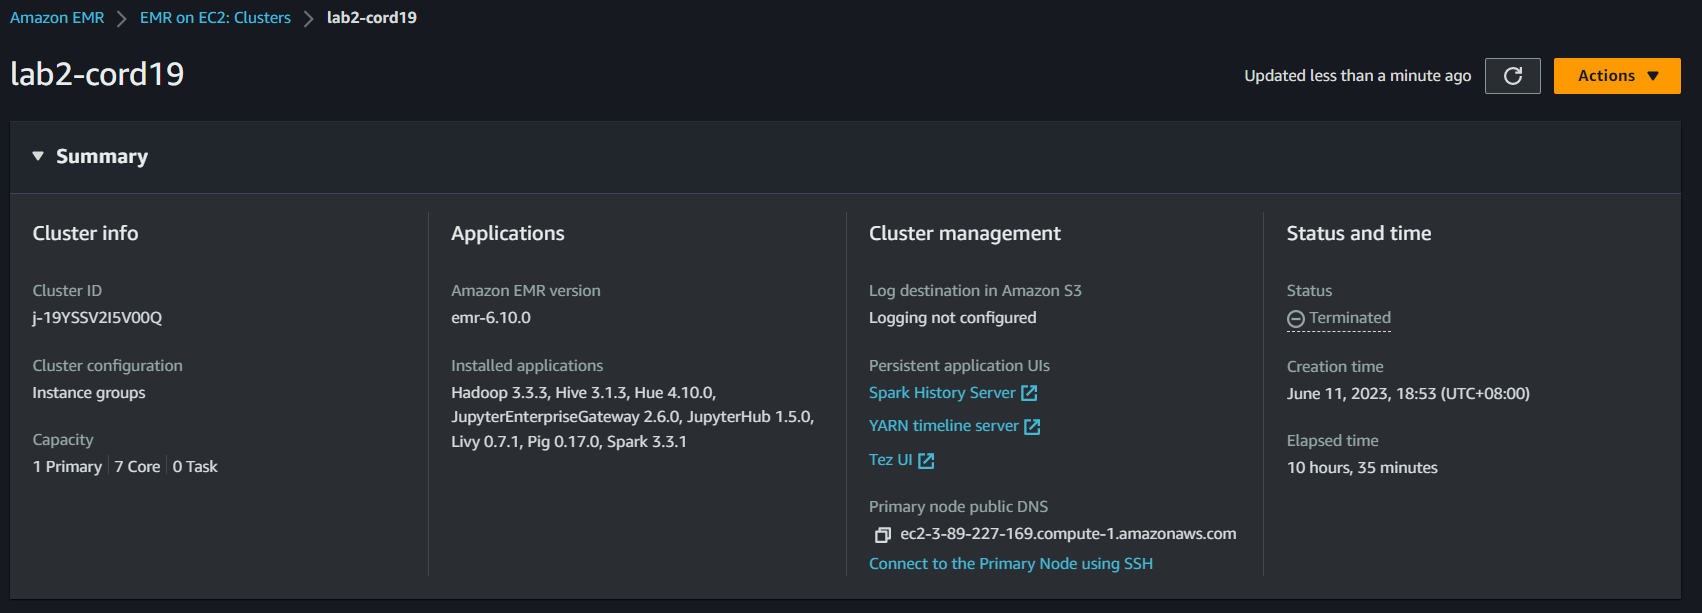 Amazon EMR > EMR on EC2: Clusters > lab2-cord19
lab2-cord19
Updated less than a minute ago
Actions
Summary
Cluster info
Cluster ID
j-19YSSV2I5V00Q
Cluster configuration
Instance groups
Capacity
1 Primary 7 Core 0 Task
Applications
Amazon EMR version
emr-6.10.0
Installed applications
Hadoop 3.3.3, Hive 3.1.3, Hue 4.10.0,
JupyterEnterpriseGateway 2.6.0, JupyterHub 1.5.0,
Livy 0.7.1, Pig 0.17.0, Spark 3.3.1
Cluster management
Log destination in Amazon S3
Logging not configured
Persistent application UIs
Spark History Server
YARN timeline server
Tez UI
Primary node public DNS
ec2-3-89-227-169.compute-1.amazonaws.com
Connect to the Primary Node using SSH
Status and time
Status
Terminated
Creation time
June 11, 2023, 18:53 (UTC+08:00)
Elapsed time
10 hours, 35 minutes